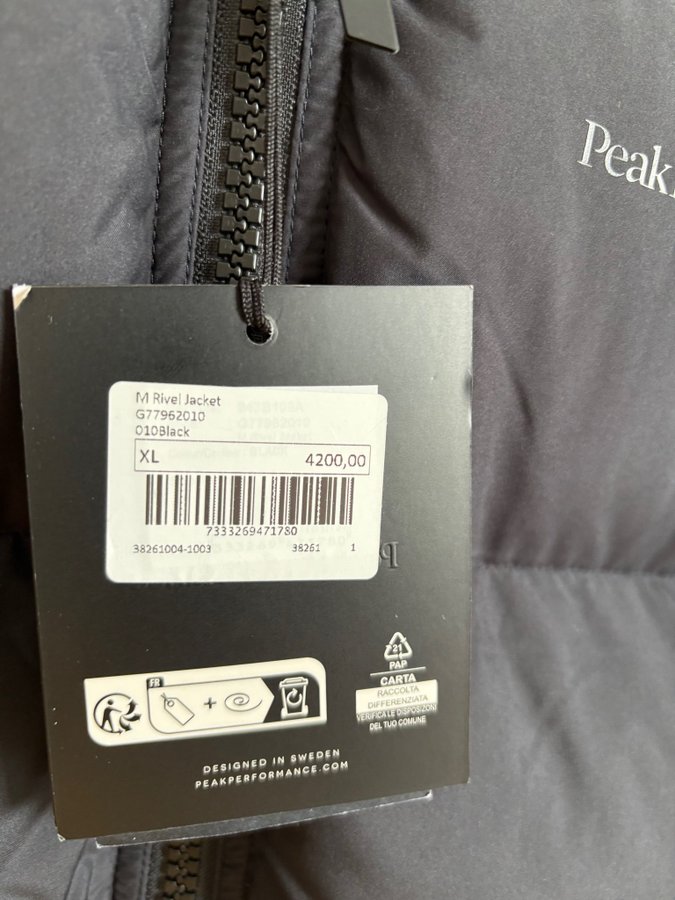 Peak
M Rivel Jacket
G77962010
010Black
XL 4200,00
7333269471780
38261004-1003 38261 1
FR
+
21
PAP
CARTA
RACCOLTA
DIFFERENZIATA
VERIFICA LE DISPOSIZIONI
DEL TUO COMUNE
DESIGNED IN SWEDEN
PEAKPERFORMANCE.COM